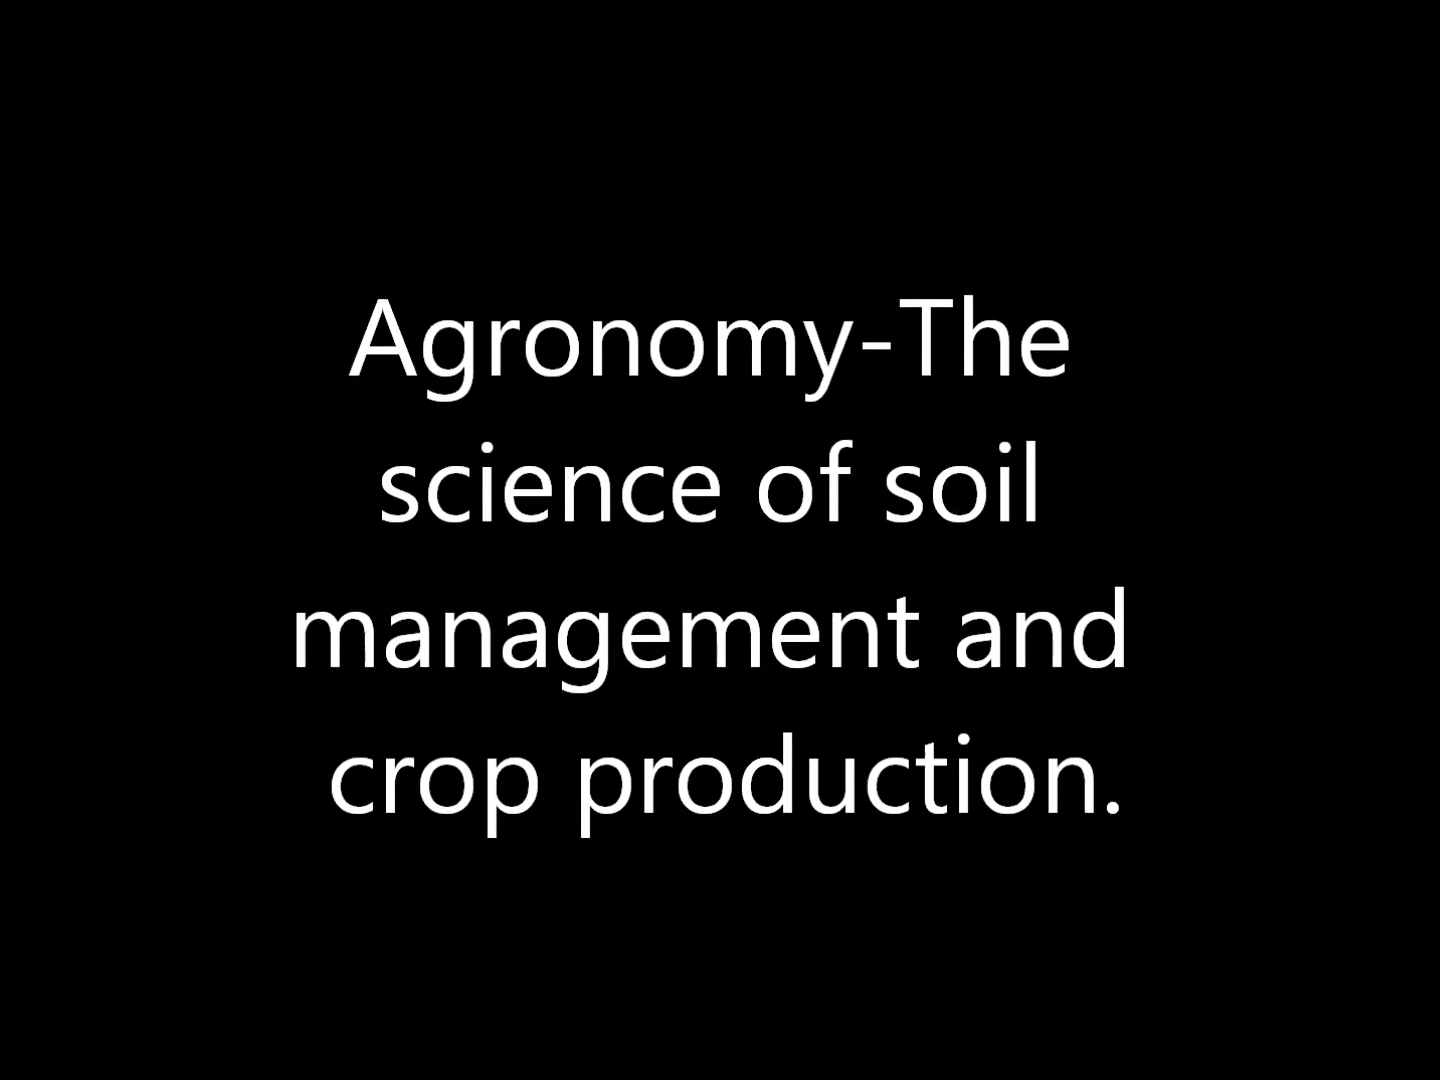 Agronomy-The
science of soil
management and
crop production.